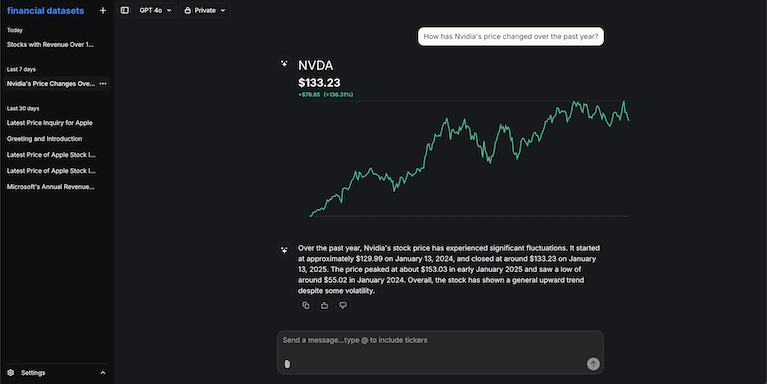 financial datasets
Today
Stocks with Revenue Over 1...
Last 7 days
Nvidia's Price Changes Ove...
Last 30 days
Latest Price Inquiry for Apple
Greeting and Introduction
Latest Price of Apple Stock I...
Latest Price of Apple Stock I...
Microsoft's Annual Revenue...
Settings
GPT 4o
Private
How has Nvidia's price changed over the past year?
NVDA
$133.23
+$76.85 (+136.31%)
Over the past year, Nvidia's stock price has experienced significant fluctuations. It started
at approximately $129.99 on January 13, 2024, and closed at around $133.23 on January
13, 2025. The price peaked at about $153.03 in early January 2025 and saw a low of
around $55.02 in January 2024. Overall, the stock has shown a general upward trend
despite some volatility.
Send a message...type @ to include tickers